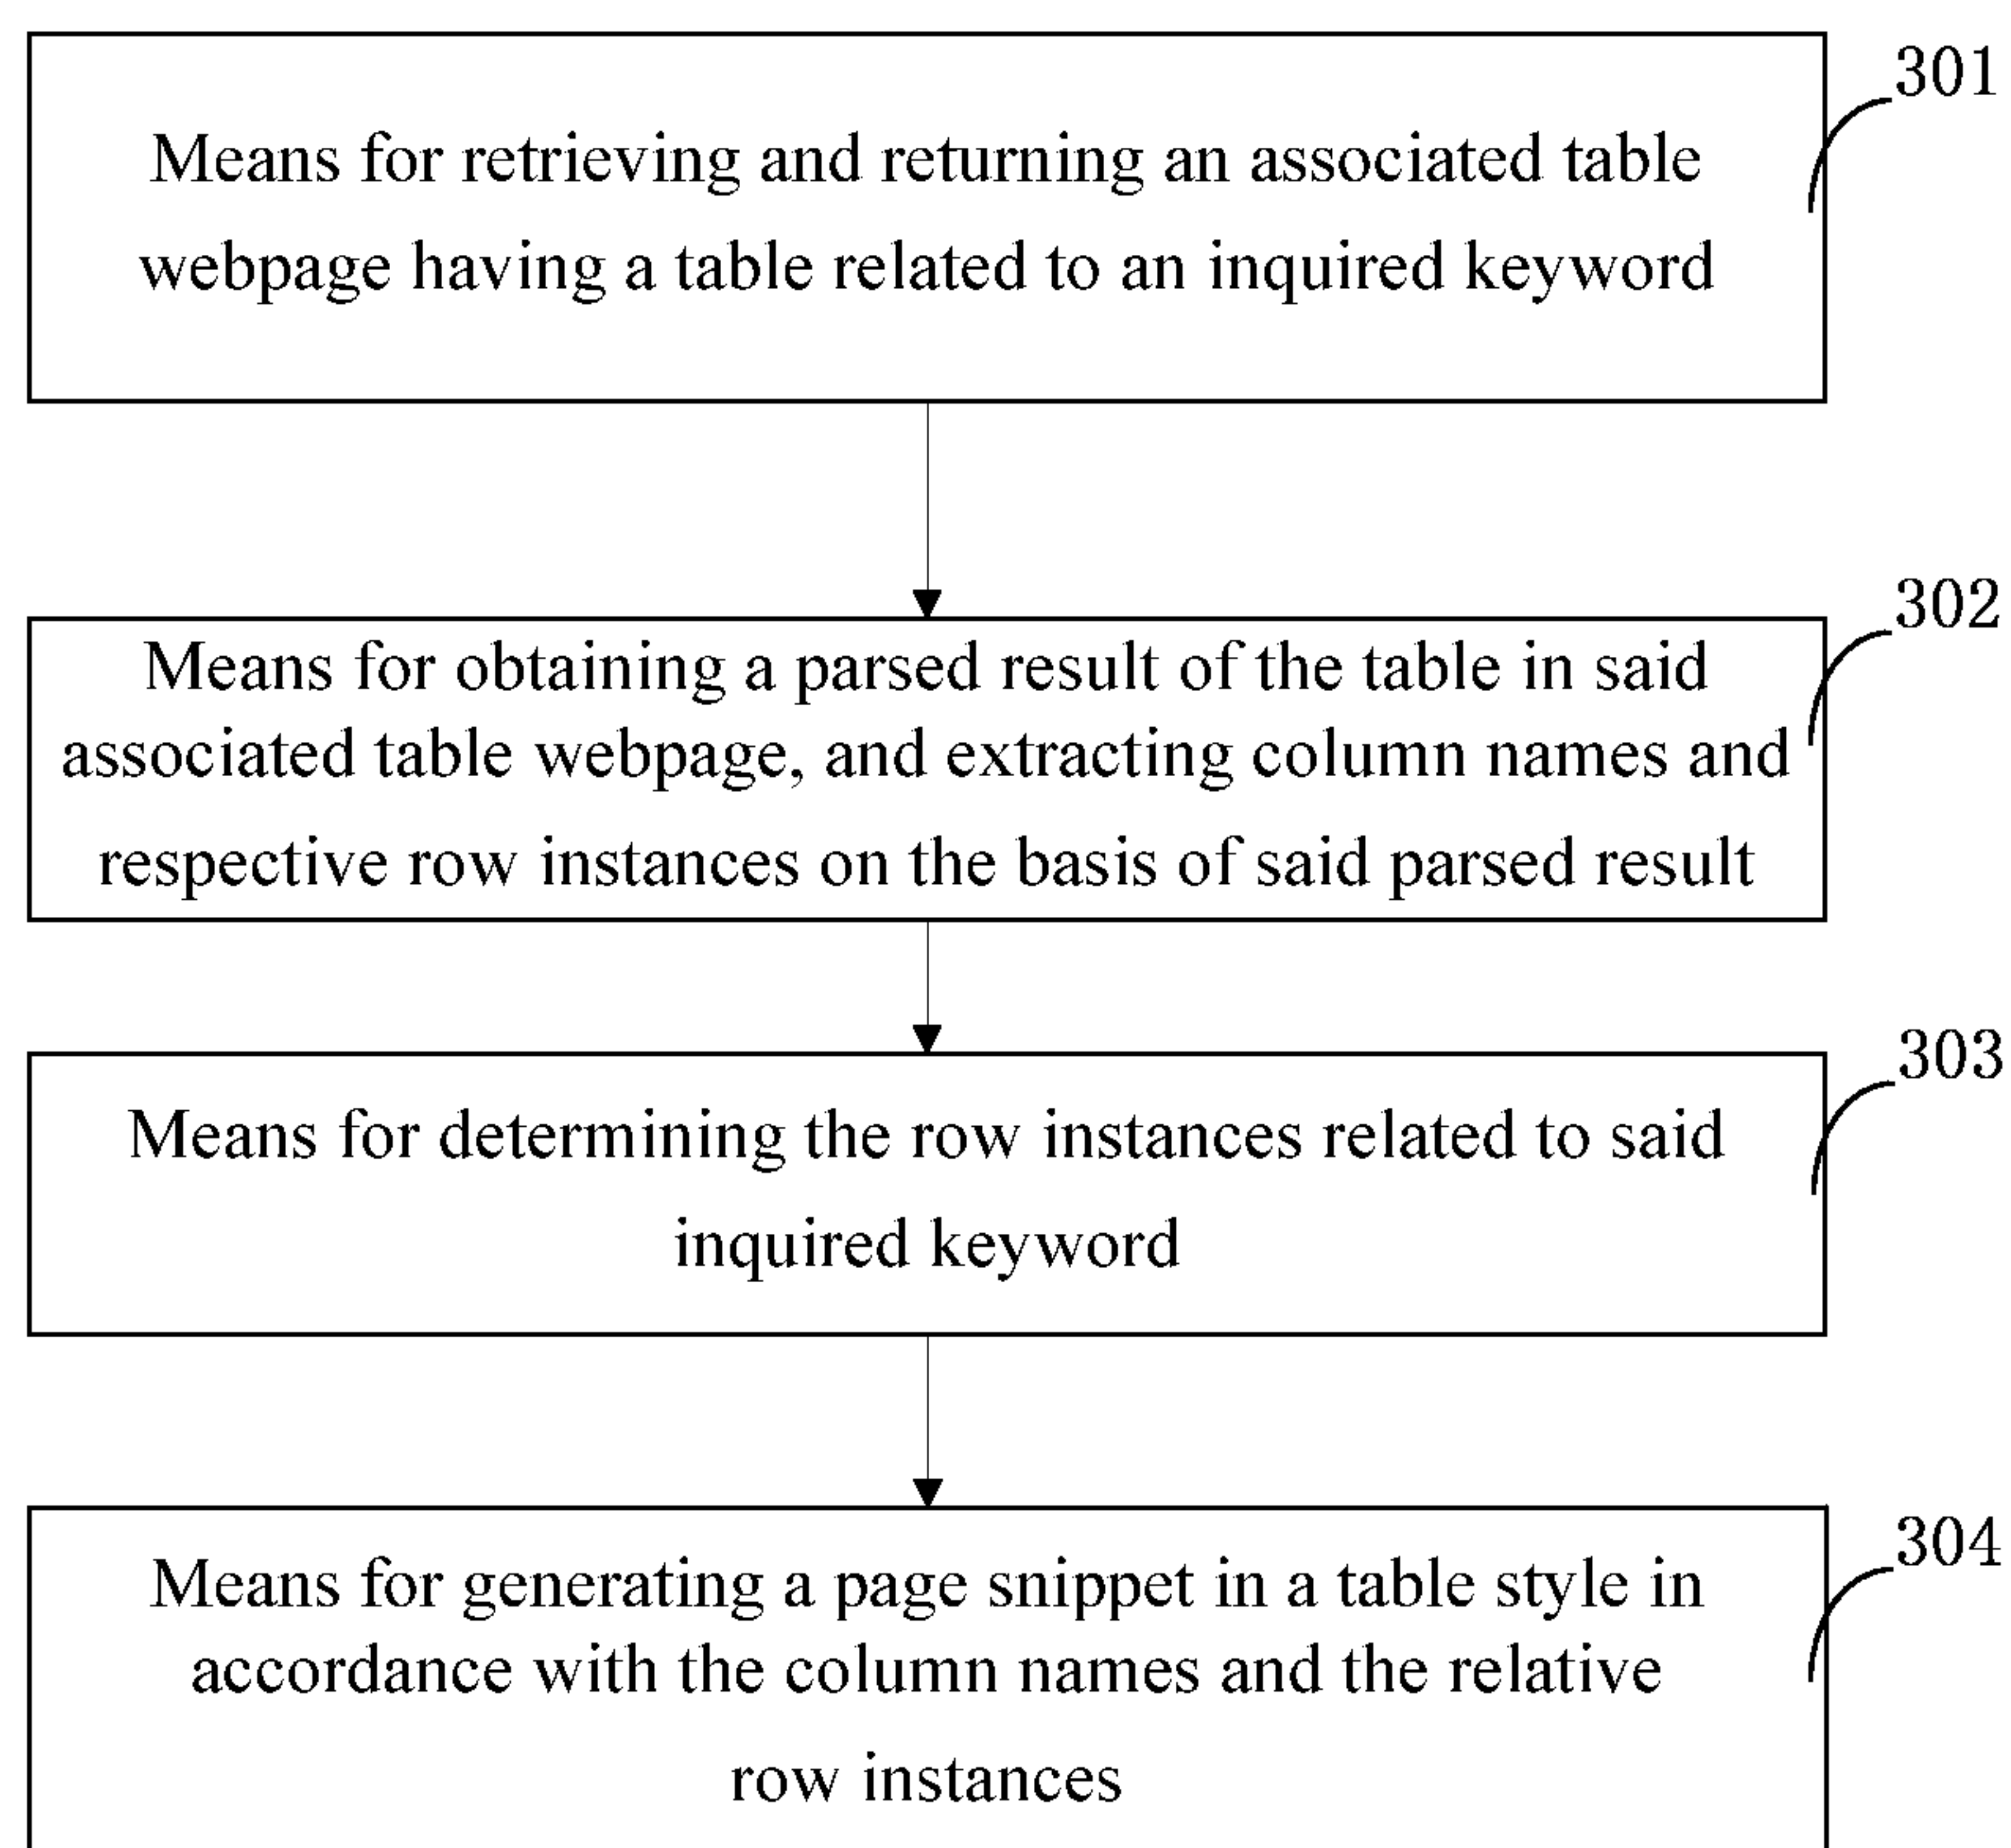 301
Means for retrieving and returning an associated table
webpage having a table related to an inquired keyword
302
Means for obtaining a parsed result of the table in said
associated table webpage, and extracting column names and
respective row instances on the basis of said parsed result
303
Means for determining the row instances related to said
inquired keyword
304
Means for generating a page snippet in a table style in
accordance with the column names and the relative
row instances